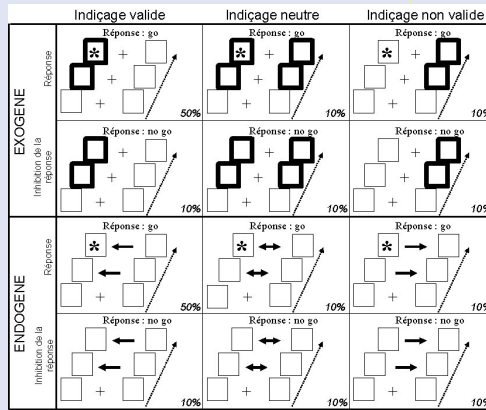 Indiçage valide Indiçage neutre Indiçage non valide
EXOGENE
Réponse
Réponse : go
*
50%
Réponse : go
*
10%
Réponse : go
*
10%
Inhibition de la réponse
Réponse : no go
10%
Réponse : no go
10%
Réponse : no go
10%
ENDOGENE
Réponse
Réponse : go
*
50%
Réponse : go
*
10%
Réponse : go
*
10%
Inhibition de la réponse
Réponse : no go
10%
Réponse : no go
10%
Réponse : no go
10%